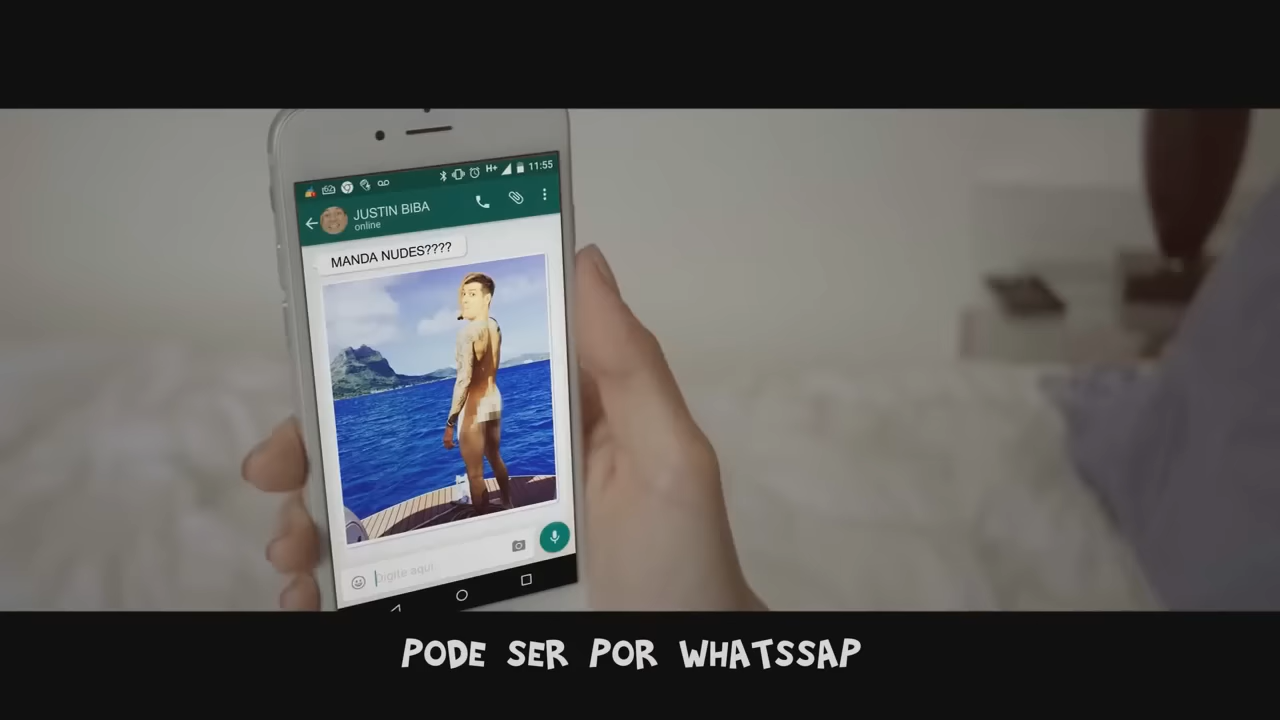 H+ 11:55
JUSTIN BIBA
online
MANDA NUDES????
Digite aqui
PODE SER POR WHATSSAP